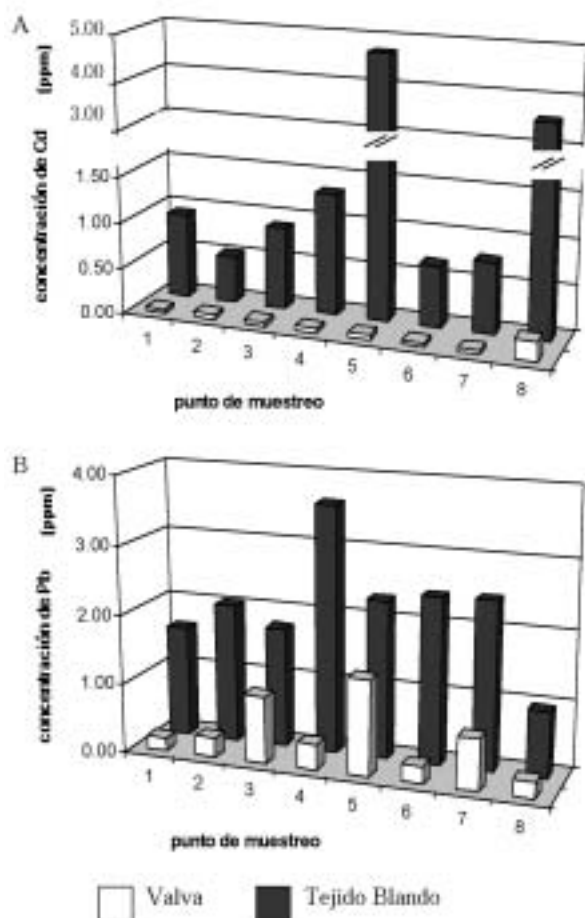 A
5.00
4.00
3.00
1.50
1.00
0.50
0.00
concentración de Cd (ppm)
1 2 3 4 5 6 7 8
punto de muestreo
B
4.00
3.00
2.00
1.00
0.00
concentración de Pb (ppm)
1 2 3 4 5 6 7 8
punto de muestreo
Valva Tejido Blando